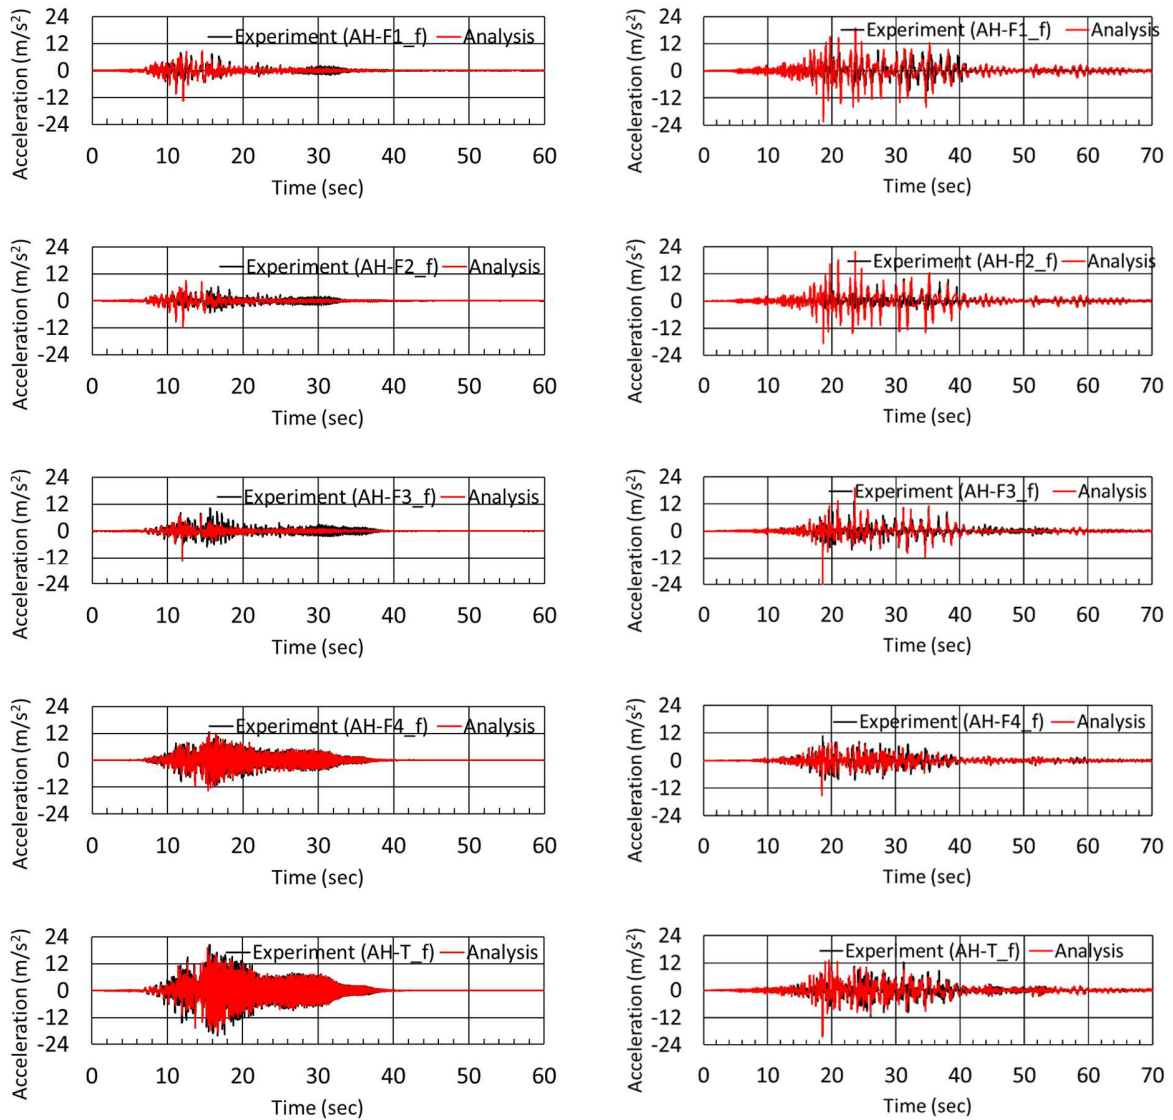 Acceleration (m/s²)
24
12
0
-12
-24
Experiment (AH-F1_f) Analysis
0 10 20 30 40 50 60
Time (sec)
Acceleration (m/s²)
24
12
0
-12
-24
Experiment (AH-F1_f) Analysis
0 10 20 30 40 50 60 70
Time (sec)
Acceleration (m/s²)
24
12
0
-12
-24
Experiment (AH-F2_f) Analysis
0 10 20 30 40 50 60
Time (sec)
Acceleration (m/s²)
24
12
0
-12
-24
Experiment (AH-F2_f) Analysis
0 10 20 30 40 50 60 70
Time (sec)
Acceleration (m/s²)
24
12
0
-12
-24
Experiment (AH-F3_f) Analysis
0 10 20 30 40 50 60
Time (sec)
Acceleration (m/s²)
24
12
0
-12
-24
Experiment (AH-F3_f) Analysis
0 10 20 30 40 50 60 70
Time (sec)
Acceleration (m/s²)
24
12
0
-12
-24
Experiment (AH-F4_f) Analysis
0 10 20 30 40 50 60
Time (sec)
Acceleration (m/s²)
24
12
0
-12
-24
Experiment (AH-F4_f) Analysis
0 10 20 30 40 50 60 70
Time (sec)
Acceleration (m/s²)
24
12
0
-12
-24
Experiment (AH-T_f) Analysis
0 10 20 30 40 50 60
Time (sec)
Acceleration (m/s²)
24
12
0
-12
-24
Experiment (AH-T_f) Analysis
0 10 20 30 40 50 60 70
Time (sec)